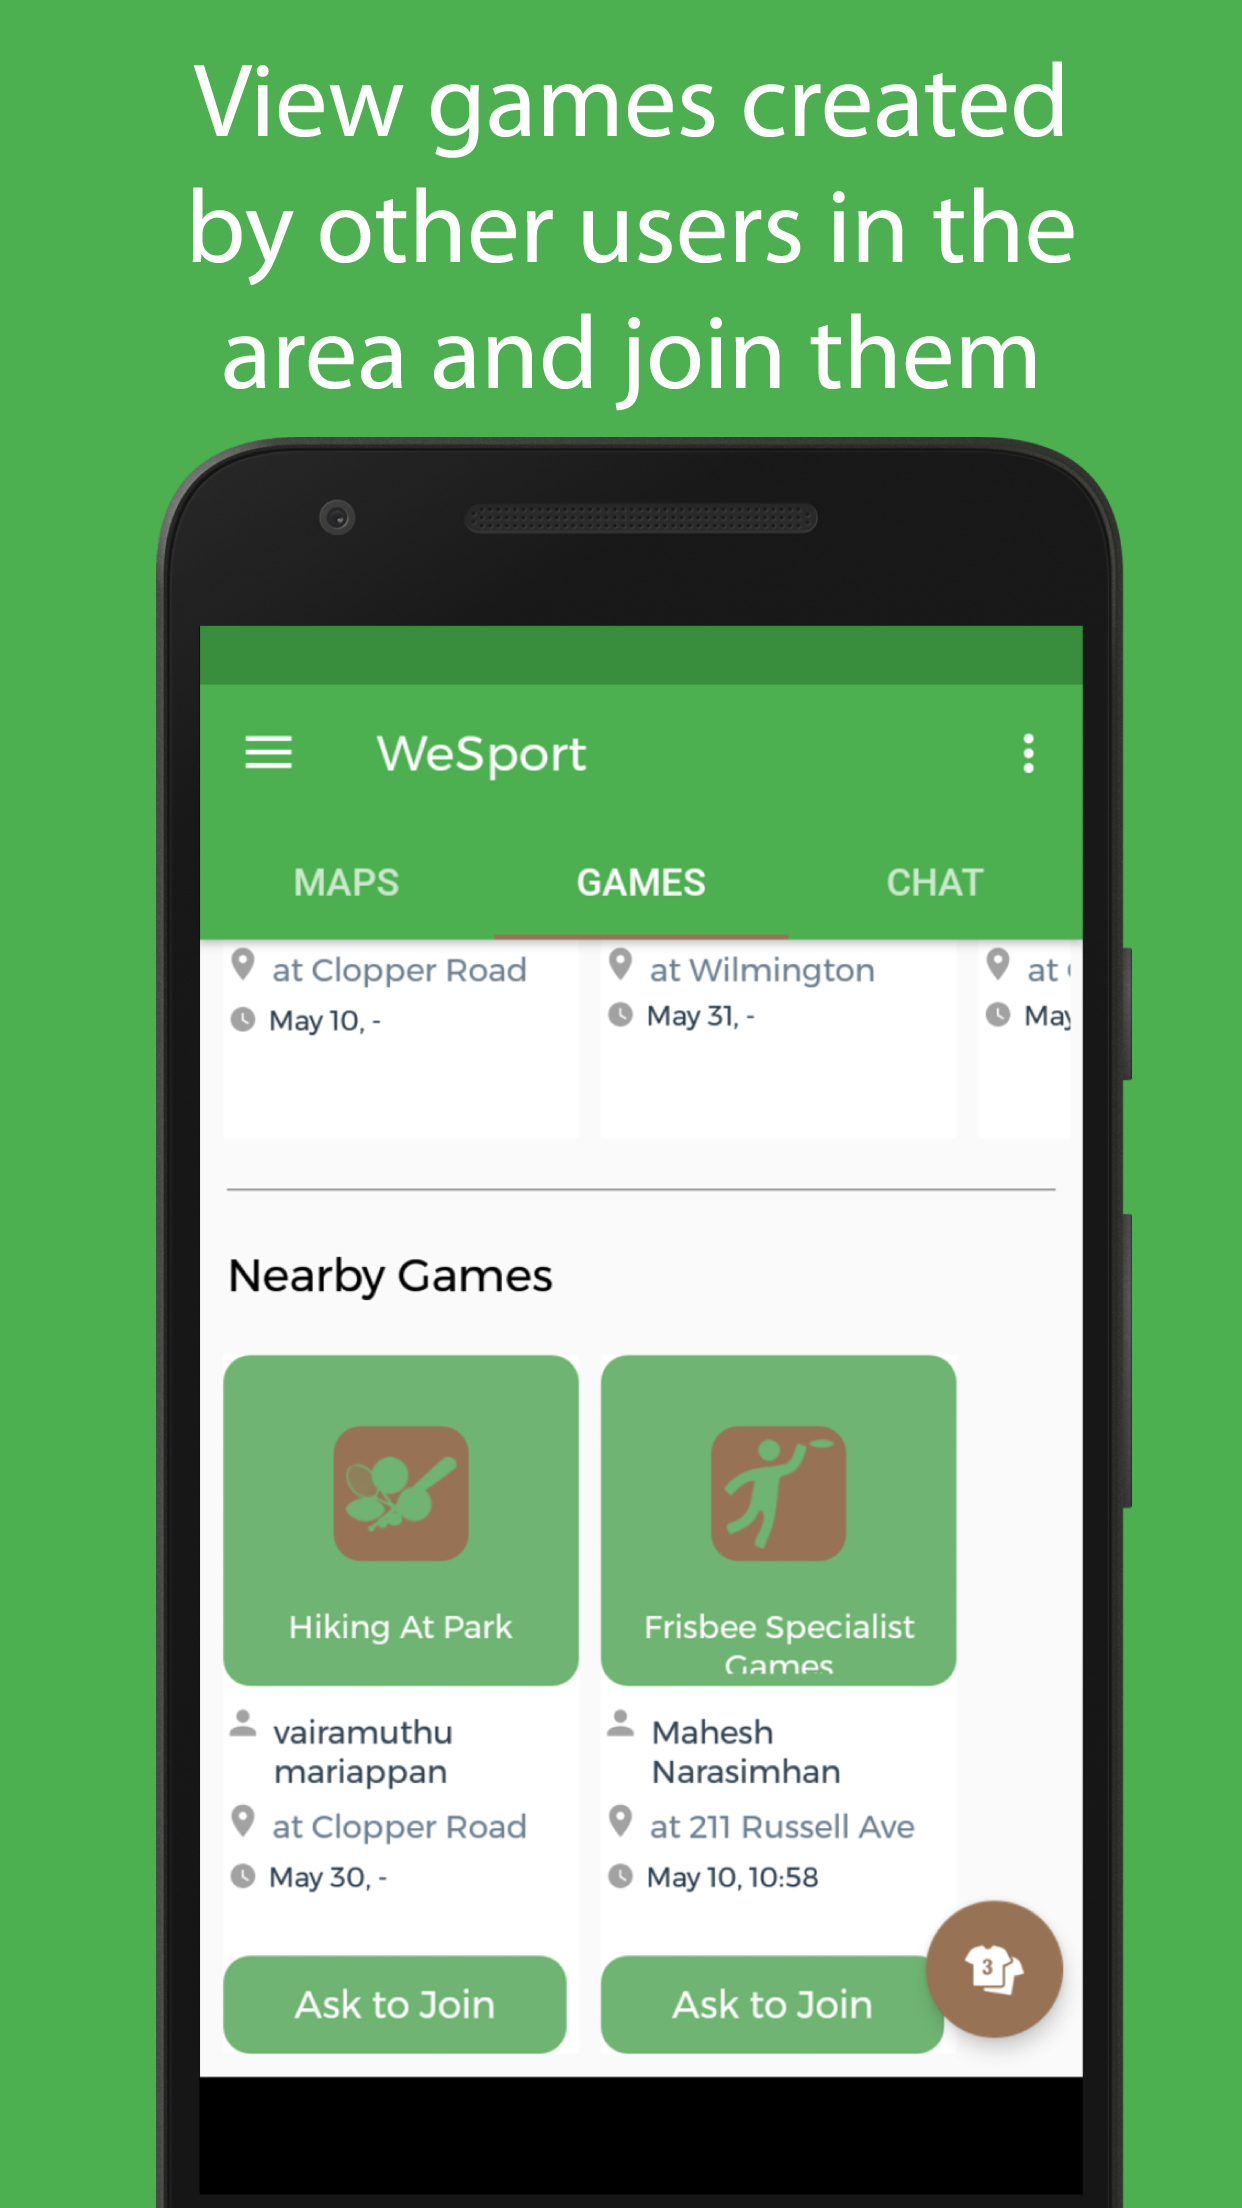 View games created
by other users in the
area and join them
WeSport
MAPS GAMES CHAT
at Clopper Road at Wilmington at
May 10, - May 31, - May
Nearby Games
Hiking At Park Frisbee Specialist
Games
vairamuthu Mahesh
mariappan Narasimhan
at Clopper Road at 211 Russell Ave
May 30, - May 10, 10:58
3
Ask to Join Ask to Join